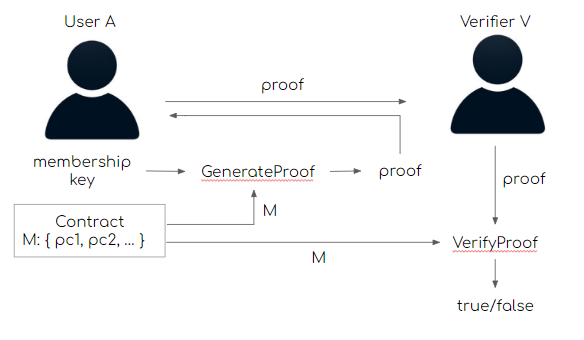 User A
Verifier V
proof
membership
key
GenerateProof
proof
proof
Contract
M: { pc1, pc2, ... }
M
M
VerifyProof
true/false